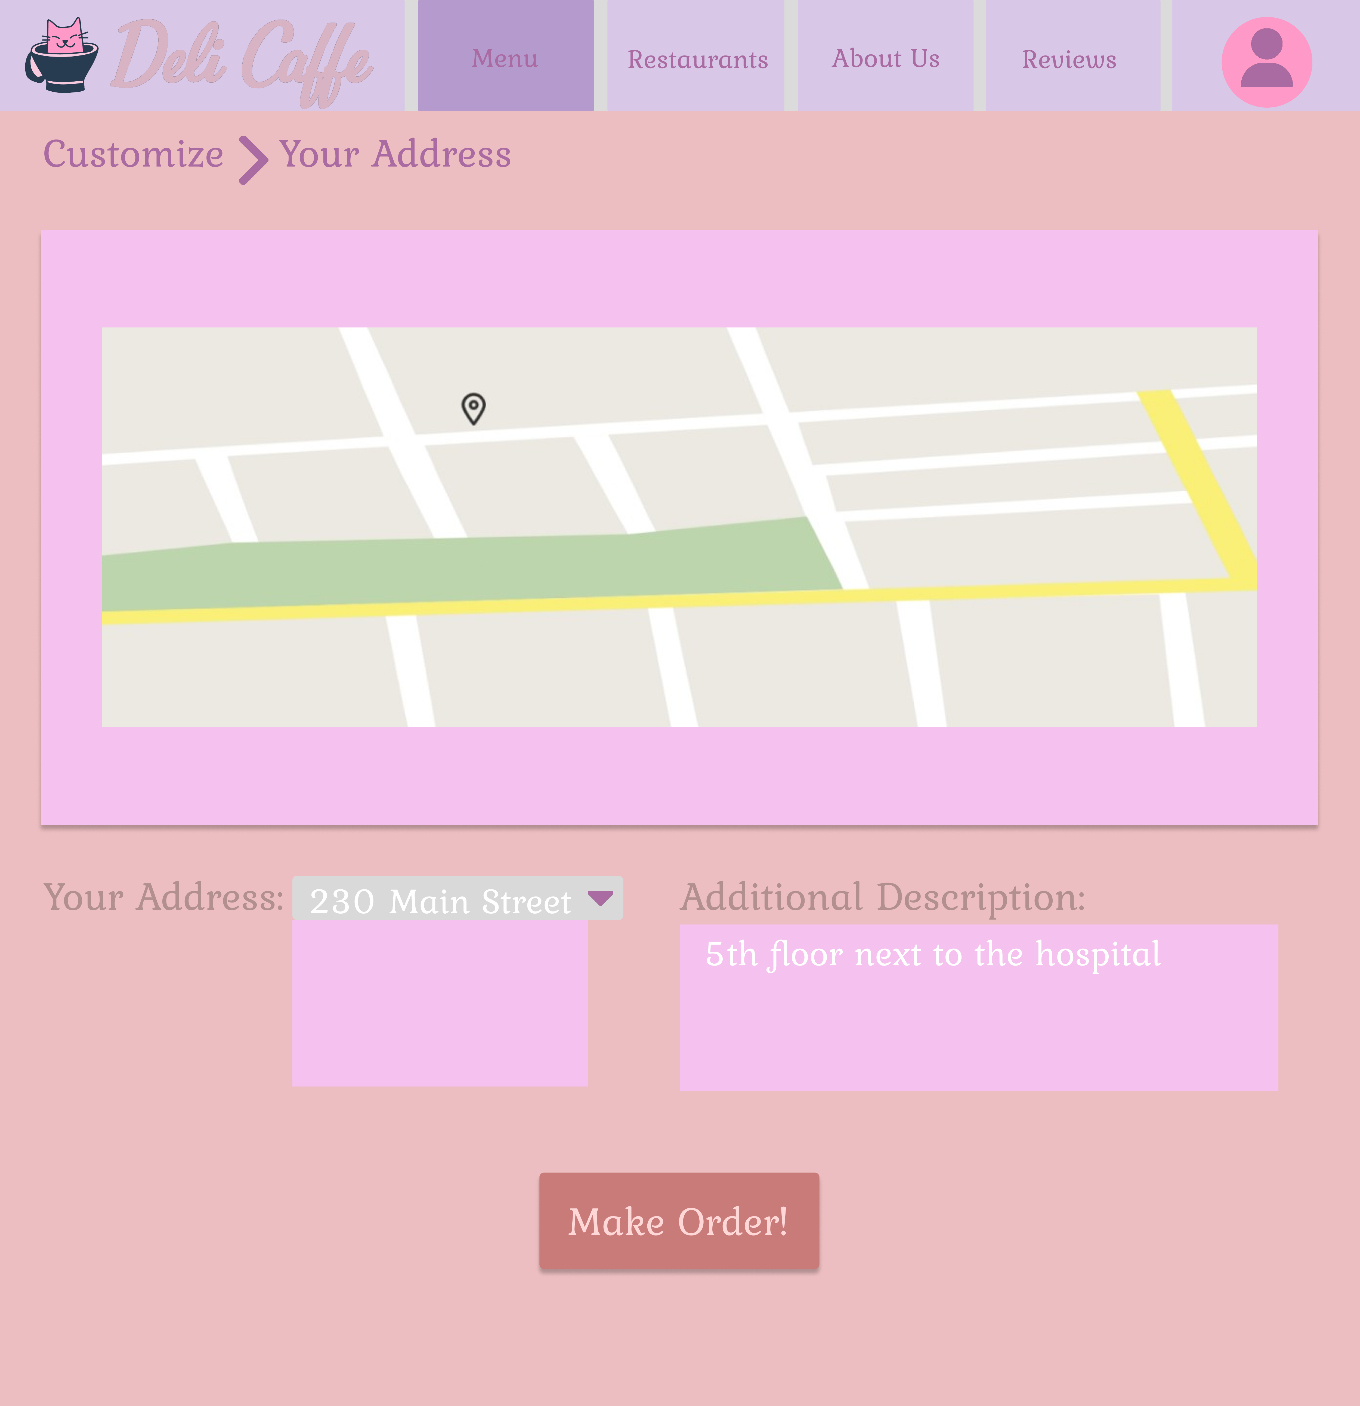 Deli Caffe
Menu
Restaurants
About Us
Reviews
Customize
Your Address
Your Address:
230 Main Street
Additional Description:
5th floor next to the hospital
Make Order!